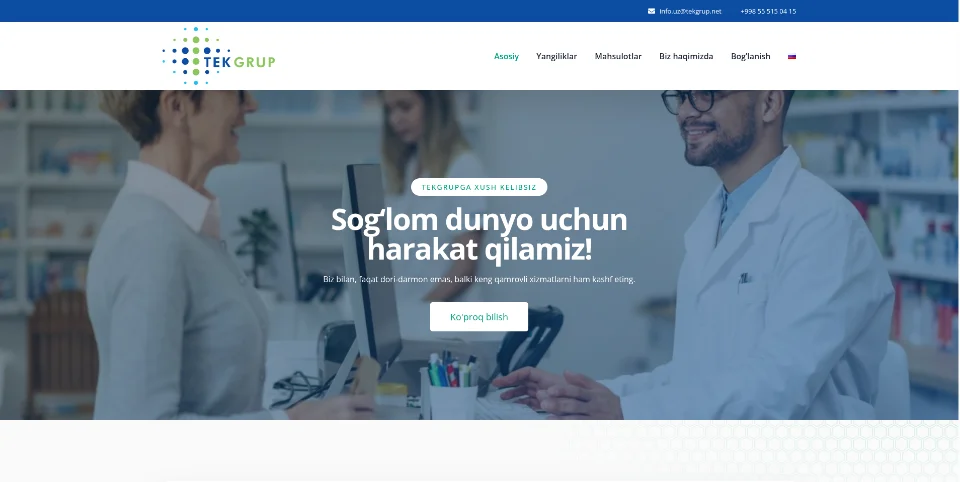 info.uz@tekgrup.net +998 55 515 04 15
TEK GRUP
Asosiy Yangiliklar Mahsulotlar Biz haqimizda Bog'lanish
TEKGRUPGA XUSH KELIBSIZ
Sog‘lom dunyo uchun
harakat qilamiz!
Biz bilan, faqat dori-darmon emas, balki keng qamrovli xizmatlarni ham kashf eting.
Ko'proq bilish